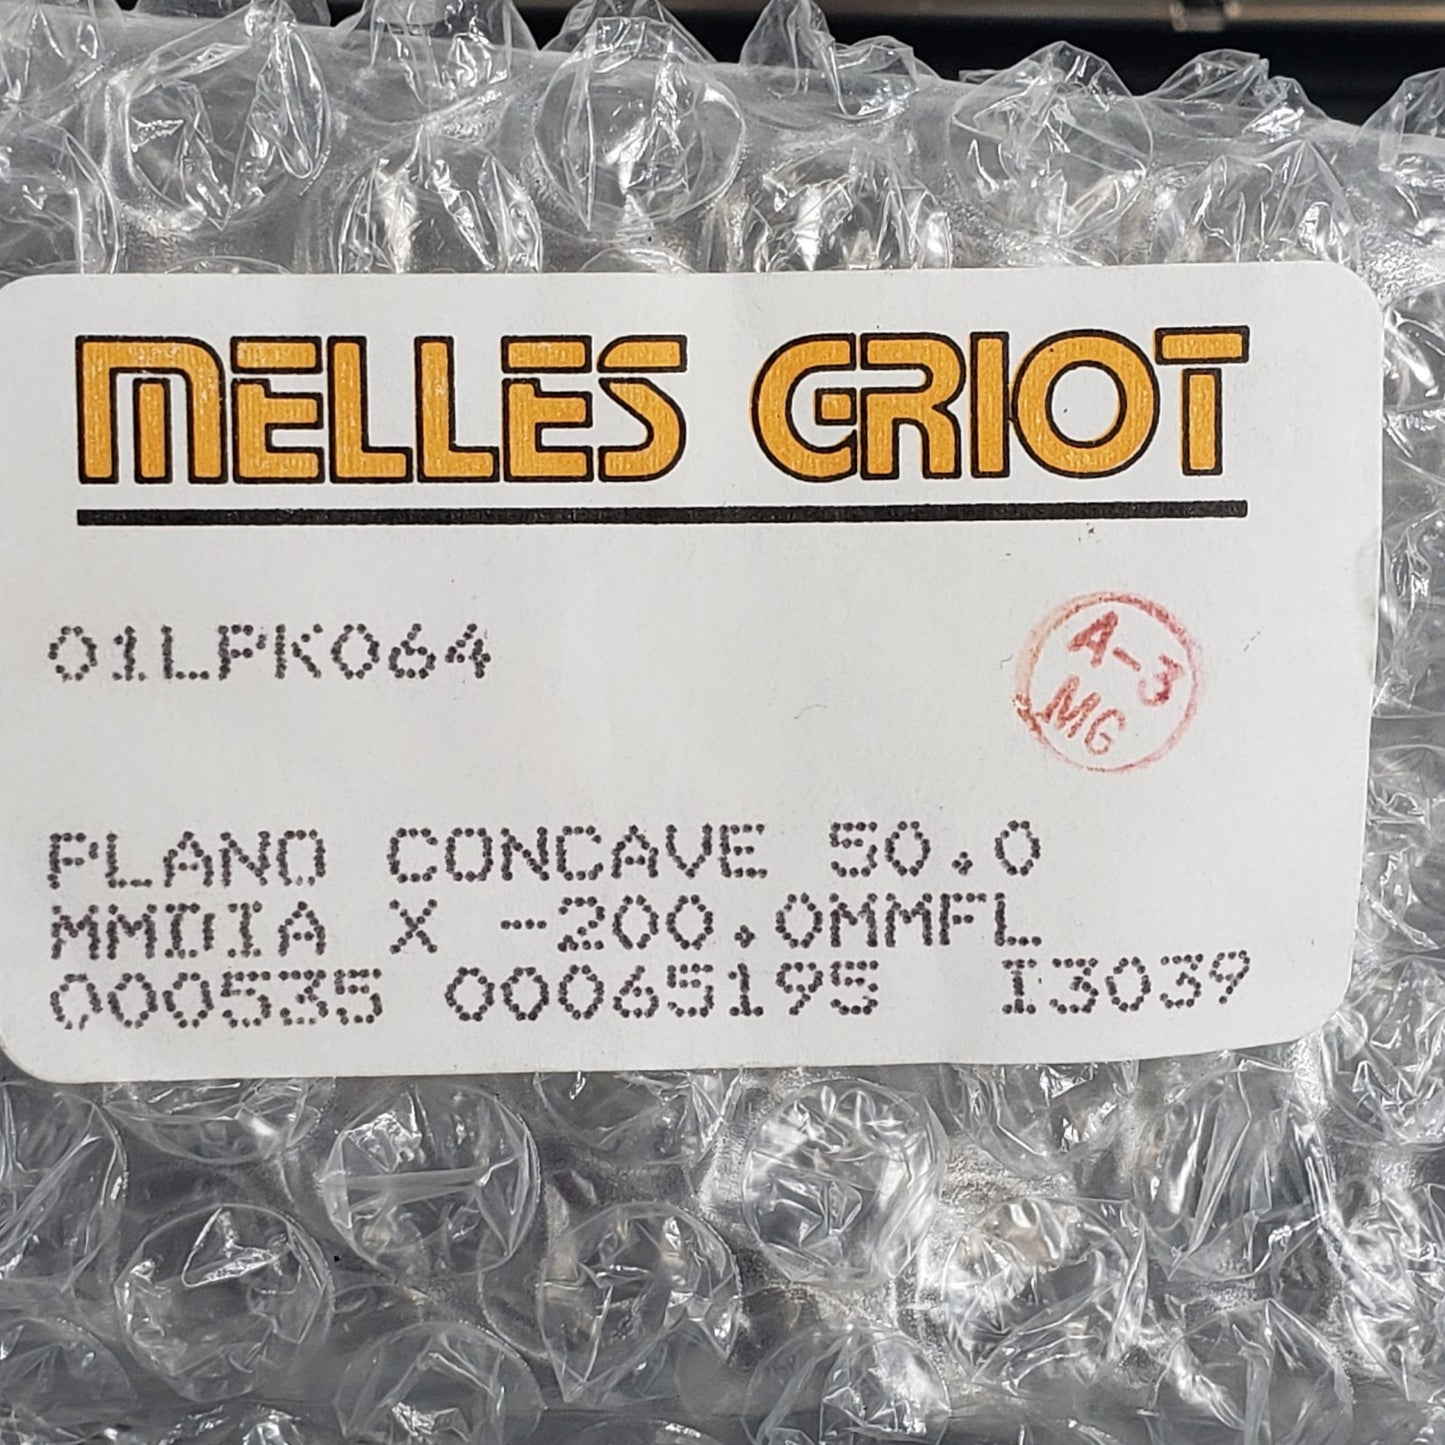 MELLES GRIOT
01LPK064
A-3
MG
PLANO CONCAVE 50.0
MMDIA X -200.0MMFL
000535 00065195 I3039